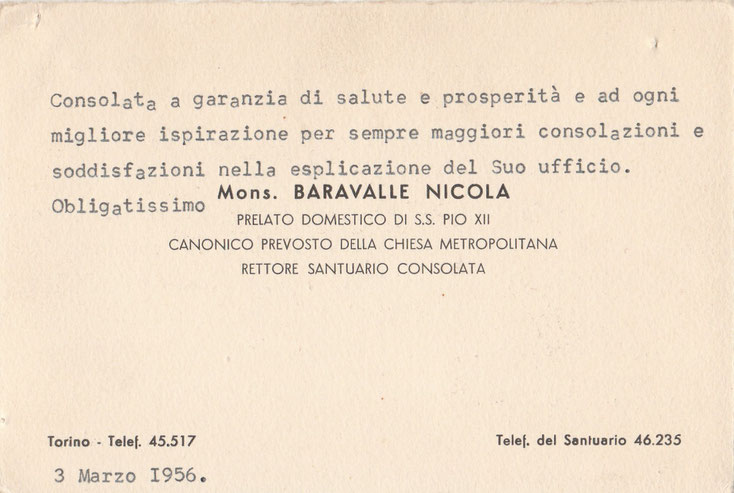 Consolata a garanzia di salute e prosperità e ad ogni
migliore ispirazione per sempre maggiori consolazioni e
soddisfazioni nella esplicazione del Suo ufficio.
Obligatissimo
Mons. BARAVALLE NICOLA
PRELATO DOMESTICO DI S.S. PIO XII
CANONICO PREVOSTO DELLA CHIESA METROPOLITANA
RETTORE SANTUARIO CONSOLATA
Torino - Telef. 45.517 Telef. del Santuario 46.235
3 Marzo I956.